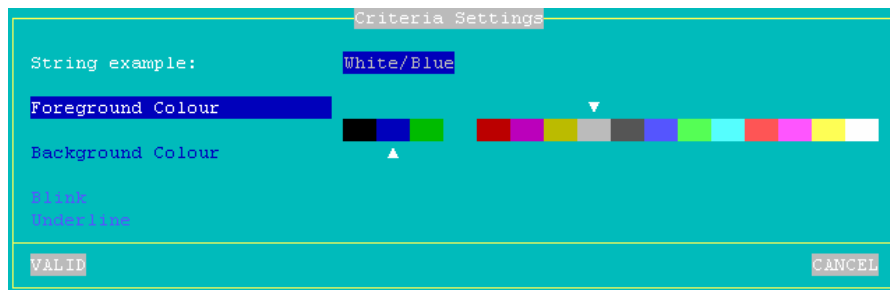 Criteria Settings
String example: White/Blue
Foreground Colour
Background Colour
Blink
Underline
VALID CANCEL